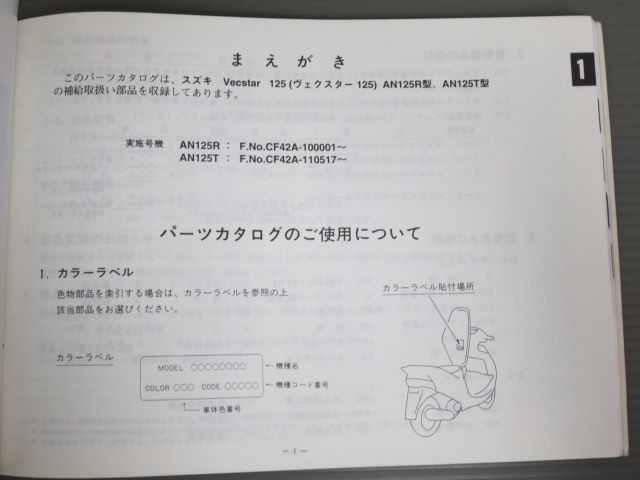 まえがき
1
このパーツカタログは、スズキ Vecstar 125 (ヴェクスター125) AN125R型、AN125T型
の補給取扱い部品を収録してあります。
実施号機 AN125R : F.No.CF42A-100001～
AN125T : F.No.CF42A-110517～
パーツカタログのご使用について
1. カラーラベル
色物部品を索引する場合は、カラーラベルを参照の上
該当部品をお選びください。
カラーラベル貼付場所
カラーラベル
MODEL ○○○○○○○○
←機種名
COLOR ○○○ CODE ○○○○○
←機種コード番号
車体色番号
－1－